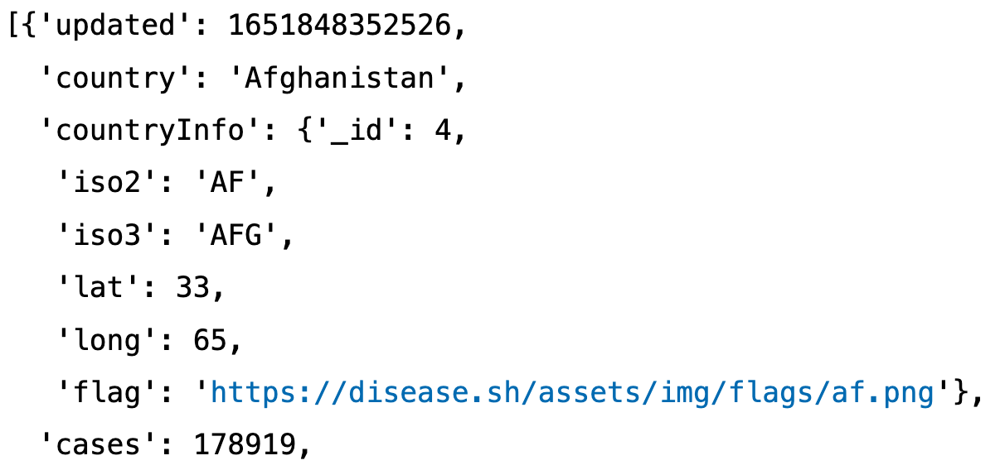 [{'updated': 1651848352526,
'country': 'Afghanistan',
'countryInfo': {'_id': 4,
'iso2': 'AF',
'iso3': 'AFG',
'lat': 33,
'long': 65,
'flag': 'https://disease.sh/assets/img/flags/af.png'},
'cases': 178919,